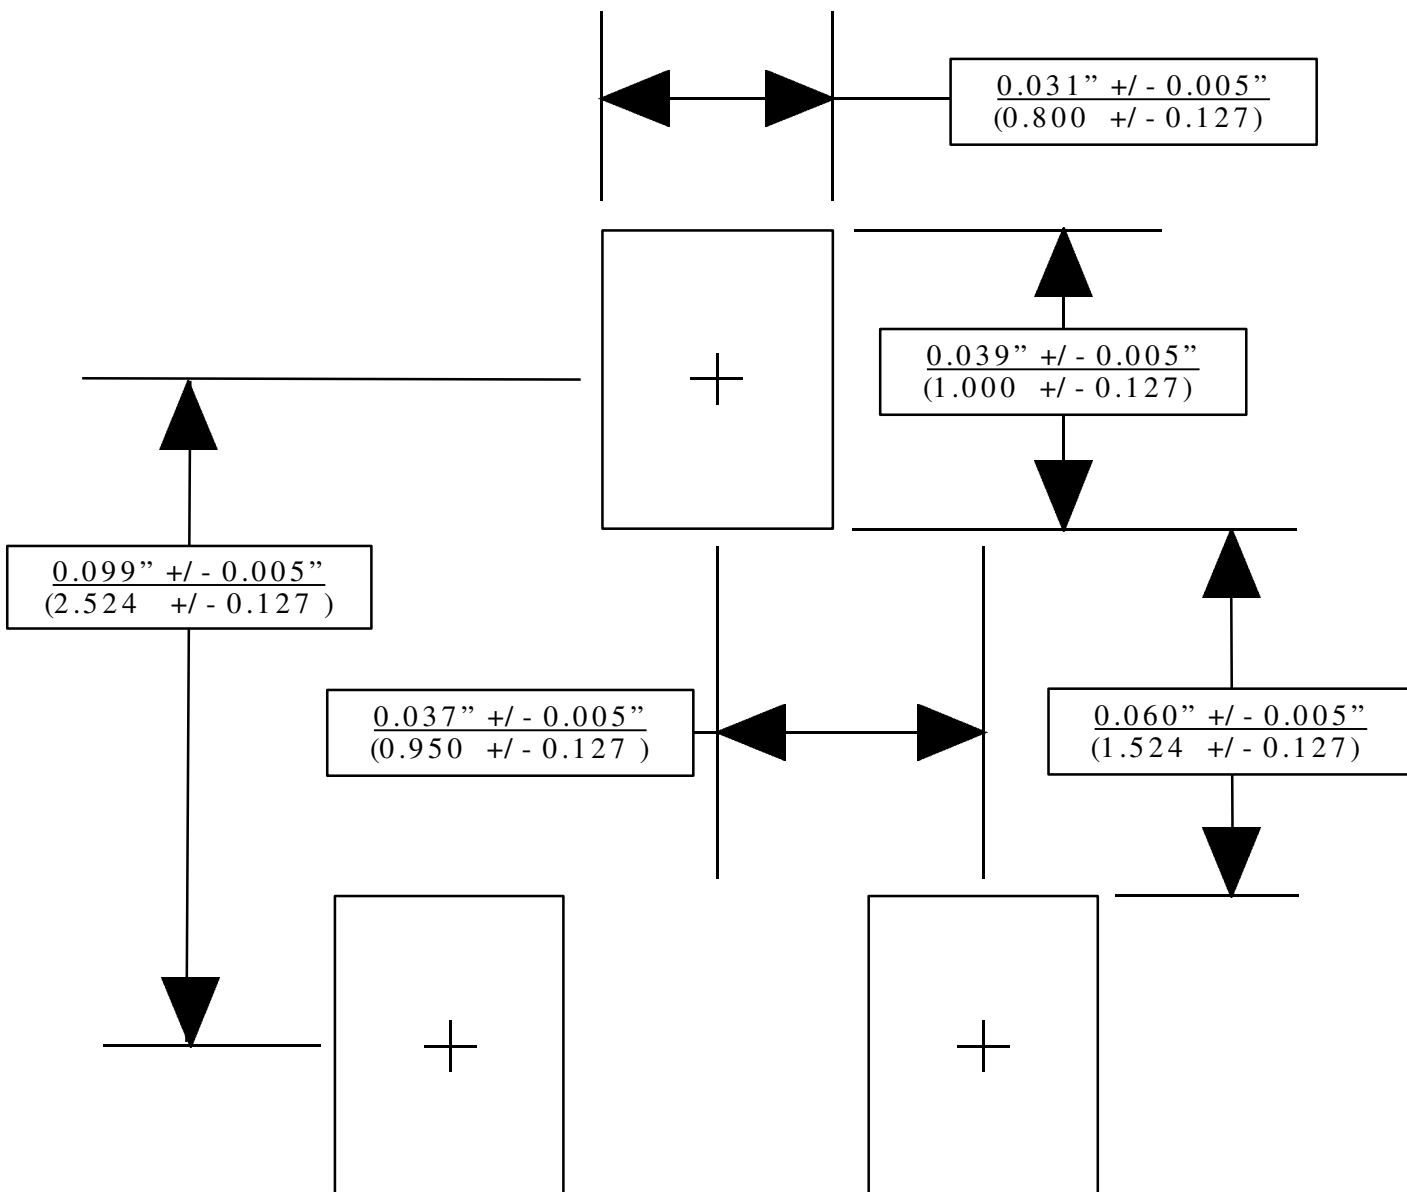 0.031” +/- 0.005”
(0.800 +/- 0.127)
0.039” +/- 0.005”
(1.000 +/- 0.127)
0.099” +/- 0.005”
(2.524 +/- 0.127 )
0.037” +/- 0.005”
(0.950 +/- 0.127 )
0.060” +/- 0.005”
(1.524 +/- 0.127)